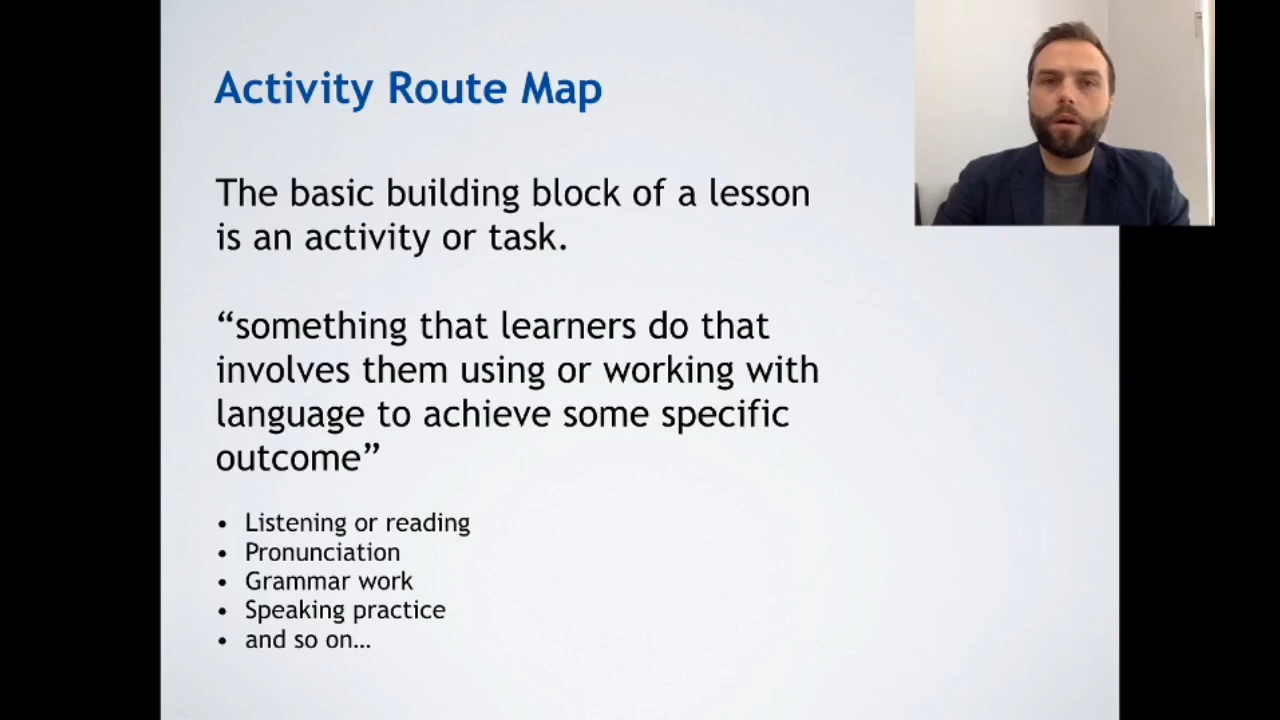 Activity Route Map
The basic building block of a lesson
is an activity or task.
“something that learners do that
involves them using or working with
language to achieve some specific
outcome”
• Listening or reading
• Pronunciation
• Grammar work
• Speaking practice
• and so on…